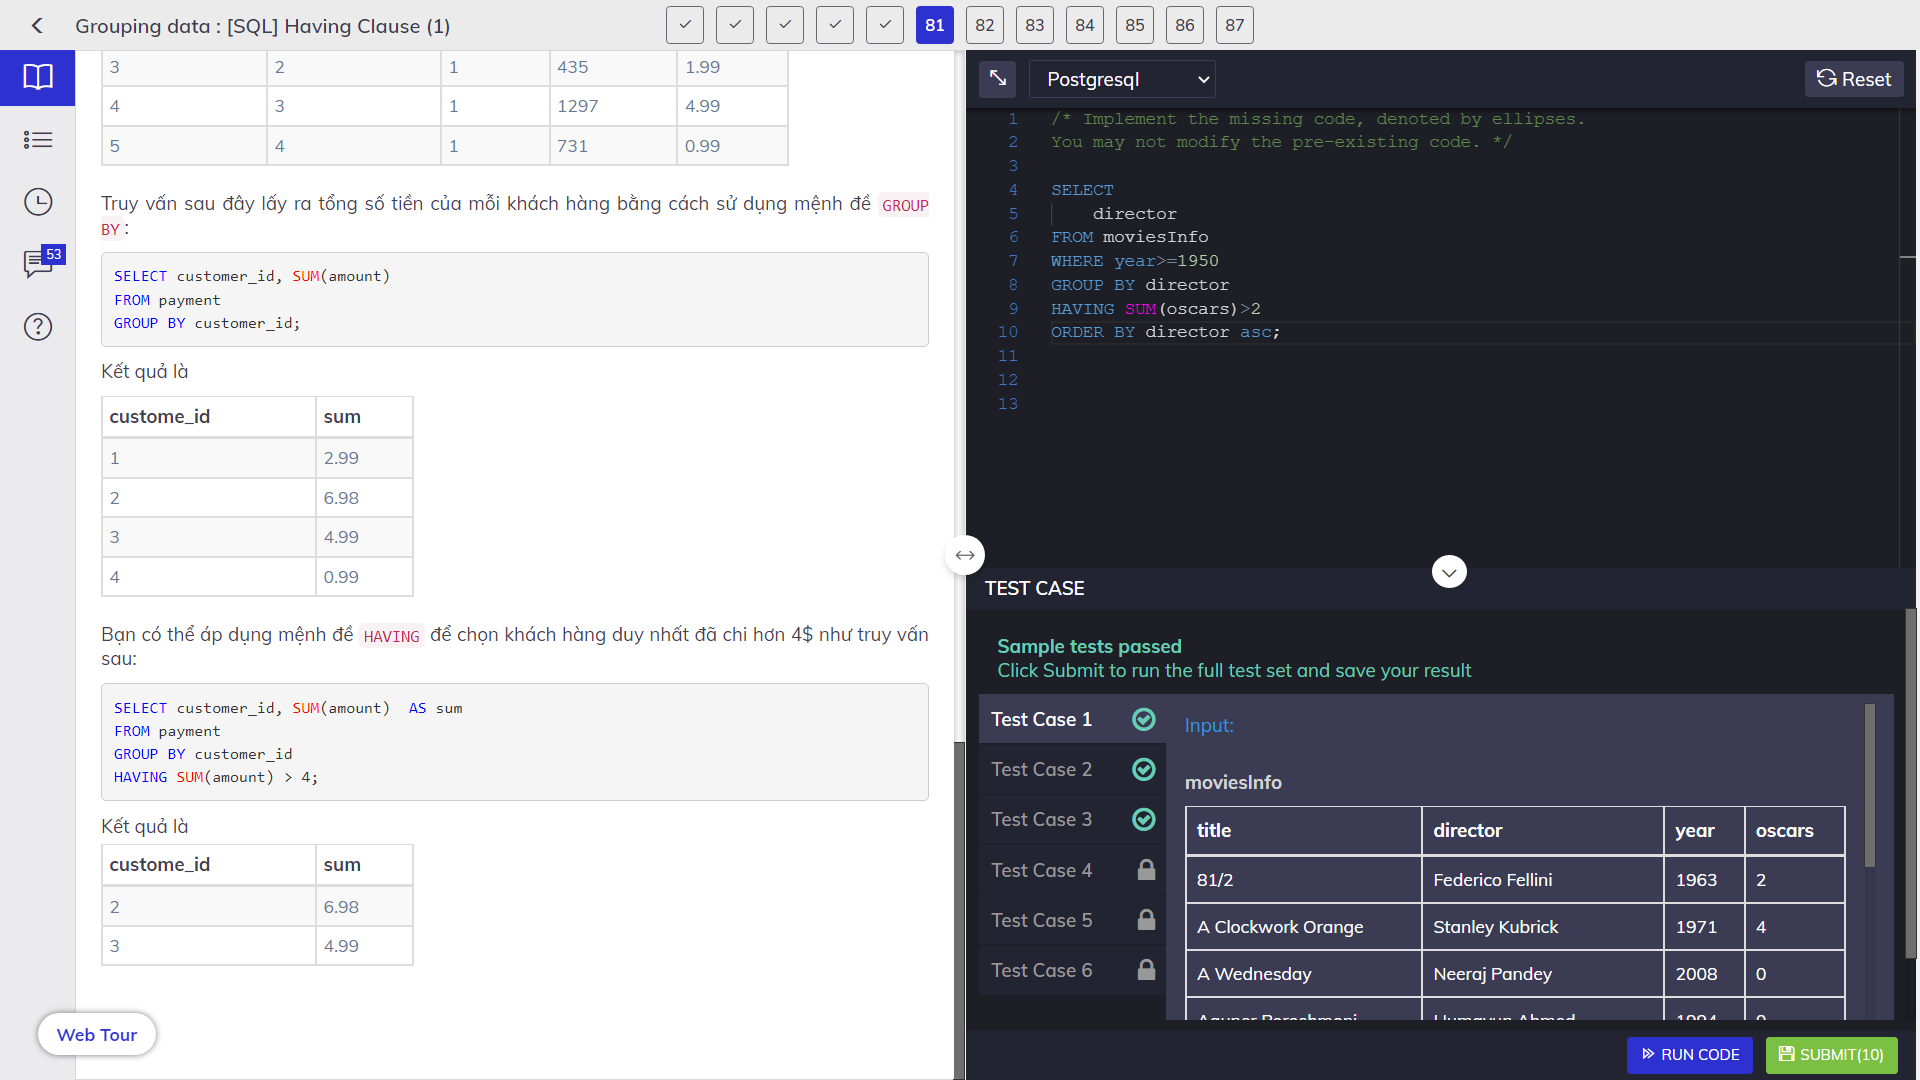 Grouping data : [SQL] Having Clause (1)
81 82 83 84 85 86 87
53
3 2 1 435 1.99
4 3 1 1297 4.99
5 4 1 731 0.99
Truy vấn sau đây lấy ra tổng số tiền của mỗi khách hàng bằng cách sử dụng mệnh đề GROUP
BY :
SELECT customer_id, SUM(amount)
FROM payment
GROUP BY customer_id;
Kết quả là
custome_id sum
1 2.99
2 6.98
3 4.99
4 0.99
Bạn có thể áp dụng mệnh đề HAVING để chọn khách hàng duy nhất đã chi hơn 4$ như truy vấn
sau:
SELECT customer_id, SUM(amount)  AS sum
FROM payment
GROUP BY customer_id
HAVING SUM(amount) > 4;
Kết quả là
custome_id sum
2 6.98
3 4.99
Web Tour
Postgresql
Reset
1 /* Implement the missing code, denoted by ellipses.
2 You may not modify the pre-existing code. */
3
4 SELECT
5     director
6 FROM moviesInfo
7 WHERE year>=1950
8 GROUP BY director
9 HAVING SUM(oscars)>2
10 ORDER BY director asc;
11
12
13
TEST CASE
Sample tests passed
Click Submit to run the full test set and save your result
Test Case 1
Test Case 2
Test Case 3
Test Case 4
Test Case 5
Test Case 6
Input:
moviesInfo
title director year oscars
81/2 Federico Fellini 1963 2
A Clockwork Orange Stanley Kubrick 1971 4
A Wednesday Neeraj Pandey 2008 0
RUN CODE
SUBMIT(10)